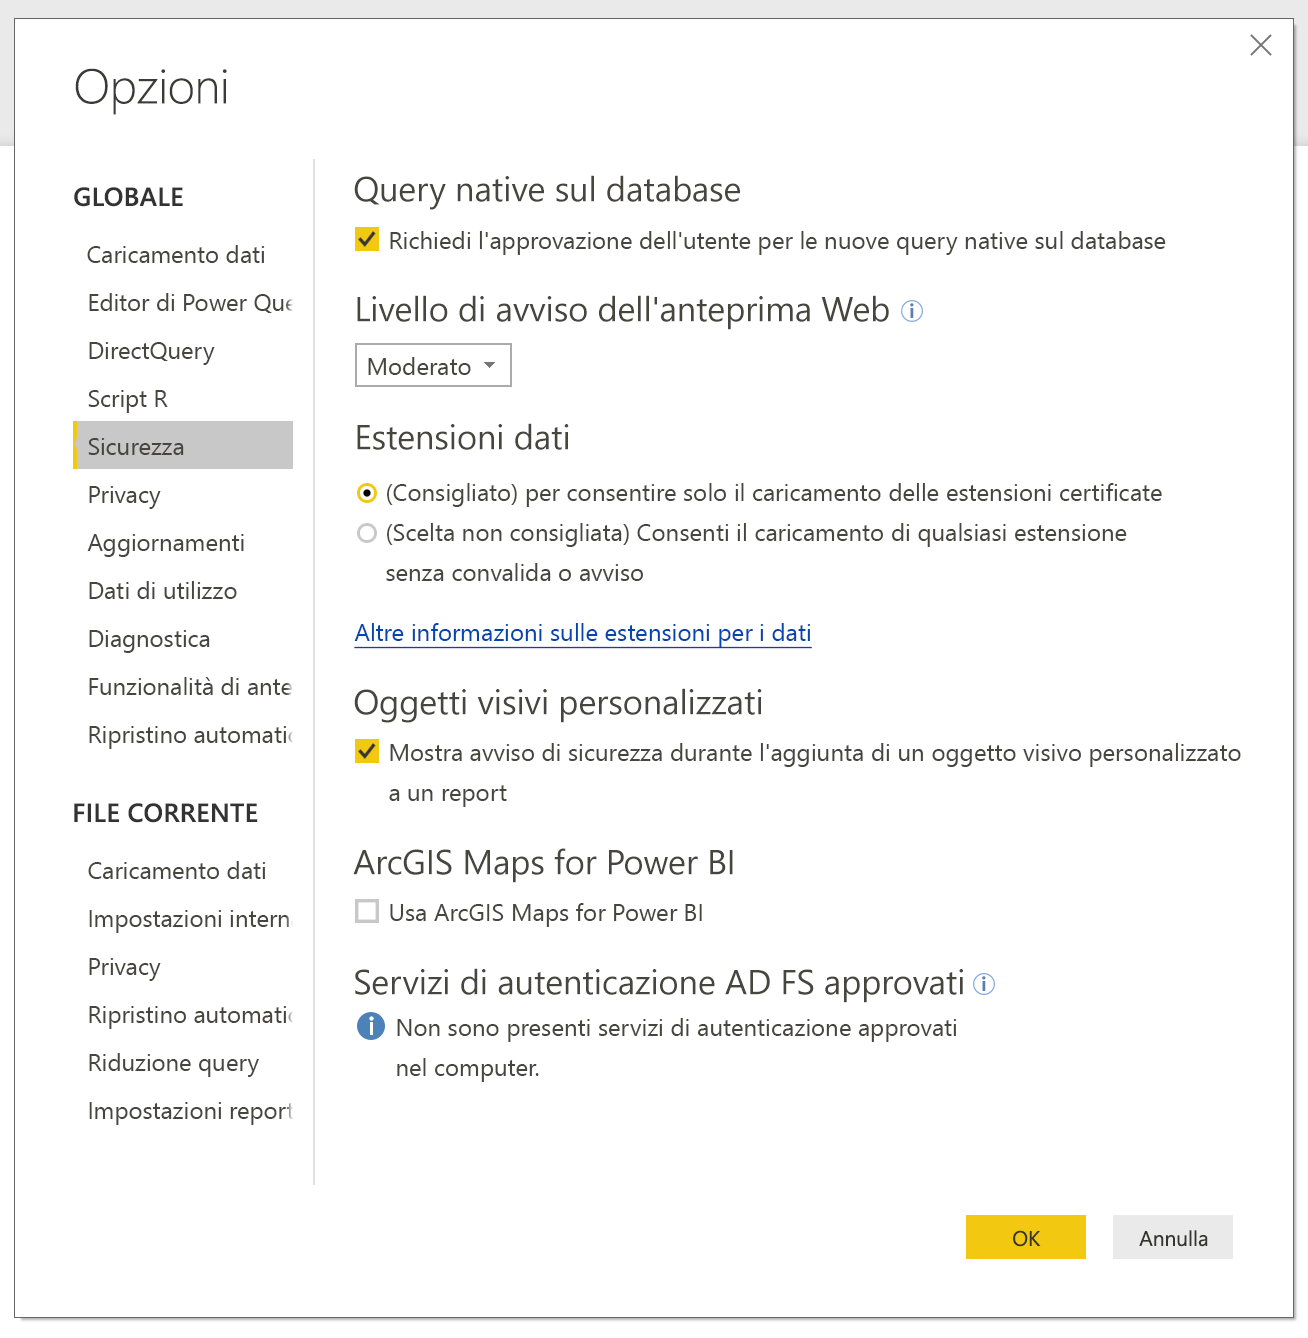 Opzioni
GLOBALE
Caricamento dati
Editor di Power Que
DirectQuery
Script R
Sicurezza
Privacy
Aggiornamenti
Dati di utilizzo
Diagnostica
Funzionalità di ante
Ripristino automatic
FILE CORRENTE
Caricamento dati
Impostazioni intern
Privacy
Ripristino automatic
Riduzione query
Impostazioni report
Query native sul database
Richiedi l'approvazione dell'utente per le nuove query native sul database
Livello di avviso dell'anteprima Web
Moderato
Estensioni dati
(Consigliato) per consentire solo il caricamento delle estensioni certificate
(Scelta non consigliata) Consenti il caricamento di qualsiasi estensione
senza convalida o avviso
Altre informazioni sulle estensioni per i dati
Oggetti visivi personalizzati
Mostra avviso di sicurezza durante l'aggiunta di un oggetto visivo personalizzato
a un report
ArcGIS Maps for Power BI
Usa ArcGIS Maps for Power BI
Servizi di autenticazione AD FS approvati
Non sono presenti servizi di autenticazione approvati
nel computer.
OK
Annulla